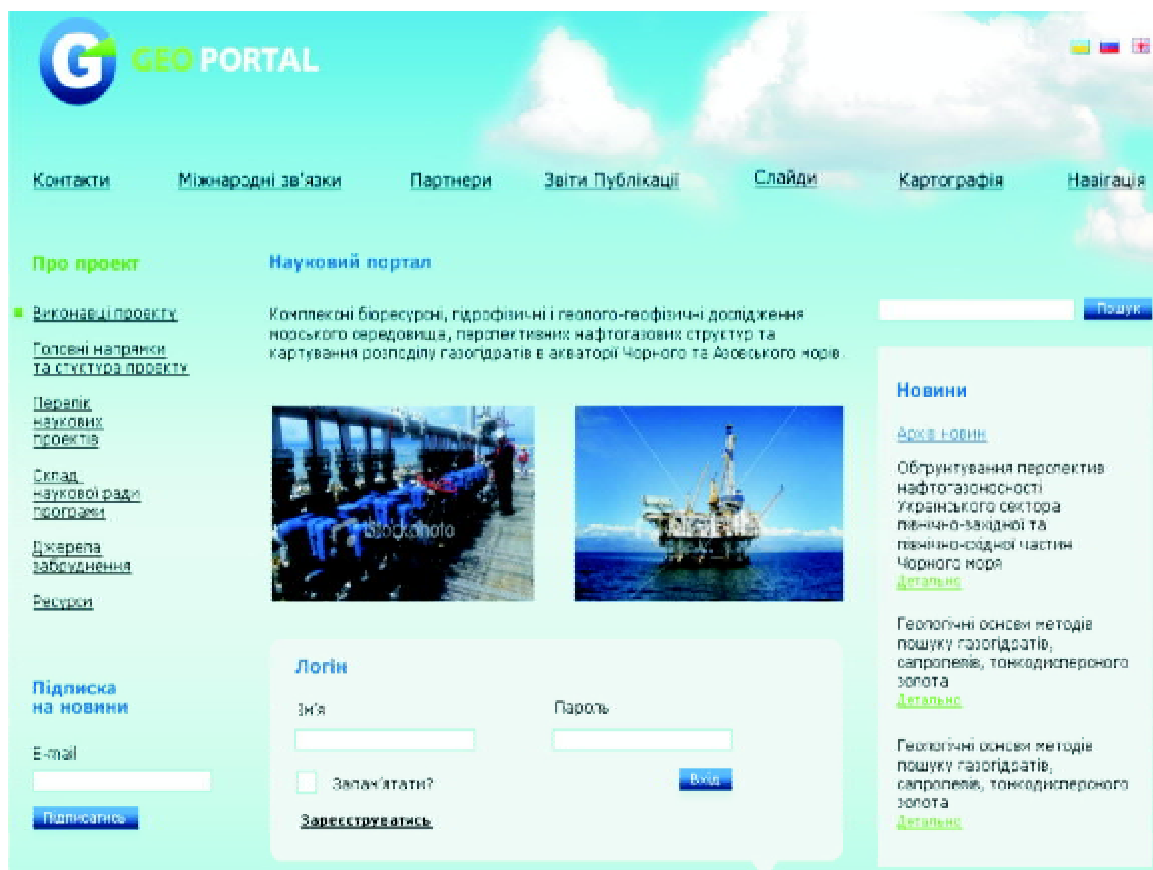 GEO PORTAL
Контакти
Міжнародні зв'язки
Партнери
Звіти Публікації
Слайди
Картографія
Навігація
Про проект
Виконавці проекту
Головні напрямки
та стуктура проекту
Перелік
наукових
проектів
Склад
наукової ради
програми
Джерела
забруднення
Ресурси
Підписка
на новини
E-mail
Підписатись
Науковий портал
Комплексні біоресурсні, гідрофізичні і геолого-геофізичні дослідження
морського середовища, перспективних нафтогазових структур та
картування розподілу газогідратів в акваторії Чорного та Азовського морів.
iStockphoto
iStockphoto
Логін
Ім'я
Пароль
Запам'ятати?
Вхід
Зареєструватись
Пошук
Новини
Архів новин
Обґрунтування перспектив
нафтогазоносності
Українського сектора
північно-західної та
північно-східної частин
Чорного моря
Детально
Геологічні основи методів
пошуку газогідратів,
сапропелів, тонкодисперсного
золота
Детально
Геологічні основи методів
пошуку газогідратів,
сапропелів, тонкодисперсного
золота
Детально